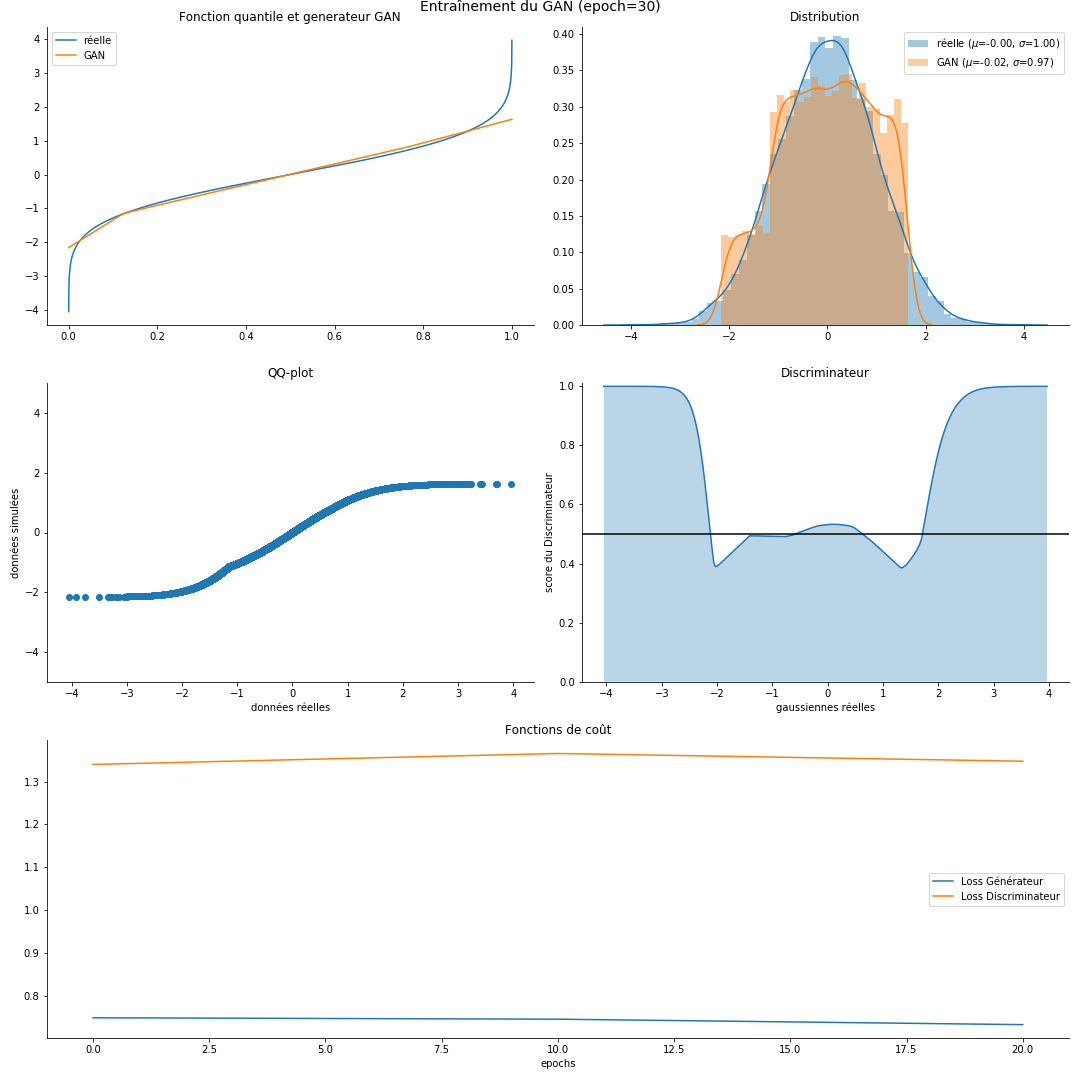 Entraînement du GAN (epoch=30)
Fonction quantile et generateur GAN
réelle
GAN
4
3
2
1
0
−1
−2
−3
−4
0.0 0.2 0.4 0.6 0.8 1.0
Distribution
réelle (μ=-0.00, σ=1.00)
GAN (μ=-0.02, σ=0.97)
0.40
0.35
0.30
0.25
0.20
0.15
0.10
0.05
0.00
−4 −2 0 2 4
QQ-plot
données simulées
4
2
0
−2
−4
−4 −3 −2 −1 0 1 2 3 4
données réelles
Discriminateur
score du Discriminateur
1.0
0.8
0.6
0.4
0.2
0.0
−4 −3 −2 −1 0 1 2 3 4
gaussiennes réelles
Fonctions de coût
1.3
1.2
1.1
1.0
0.9
0.8
Loss Générateur
Loss Discriminateur
0.0 2.5 5.0 7.5 10.0 12.5 15.0 17.5 20.0
epochs